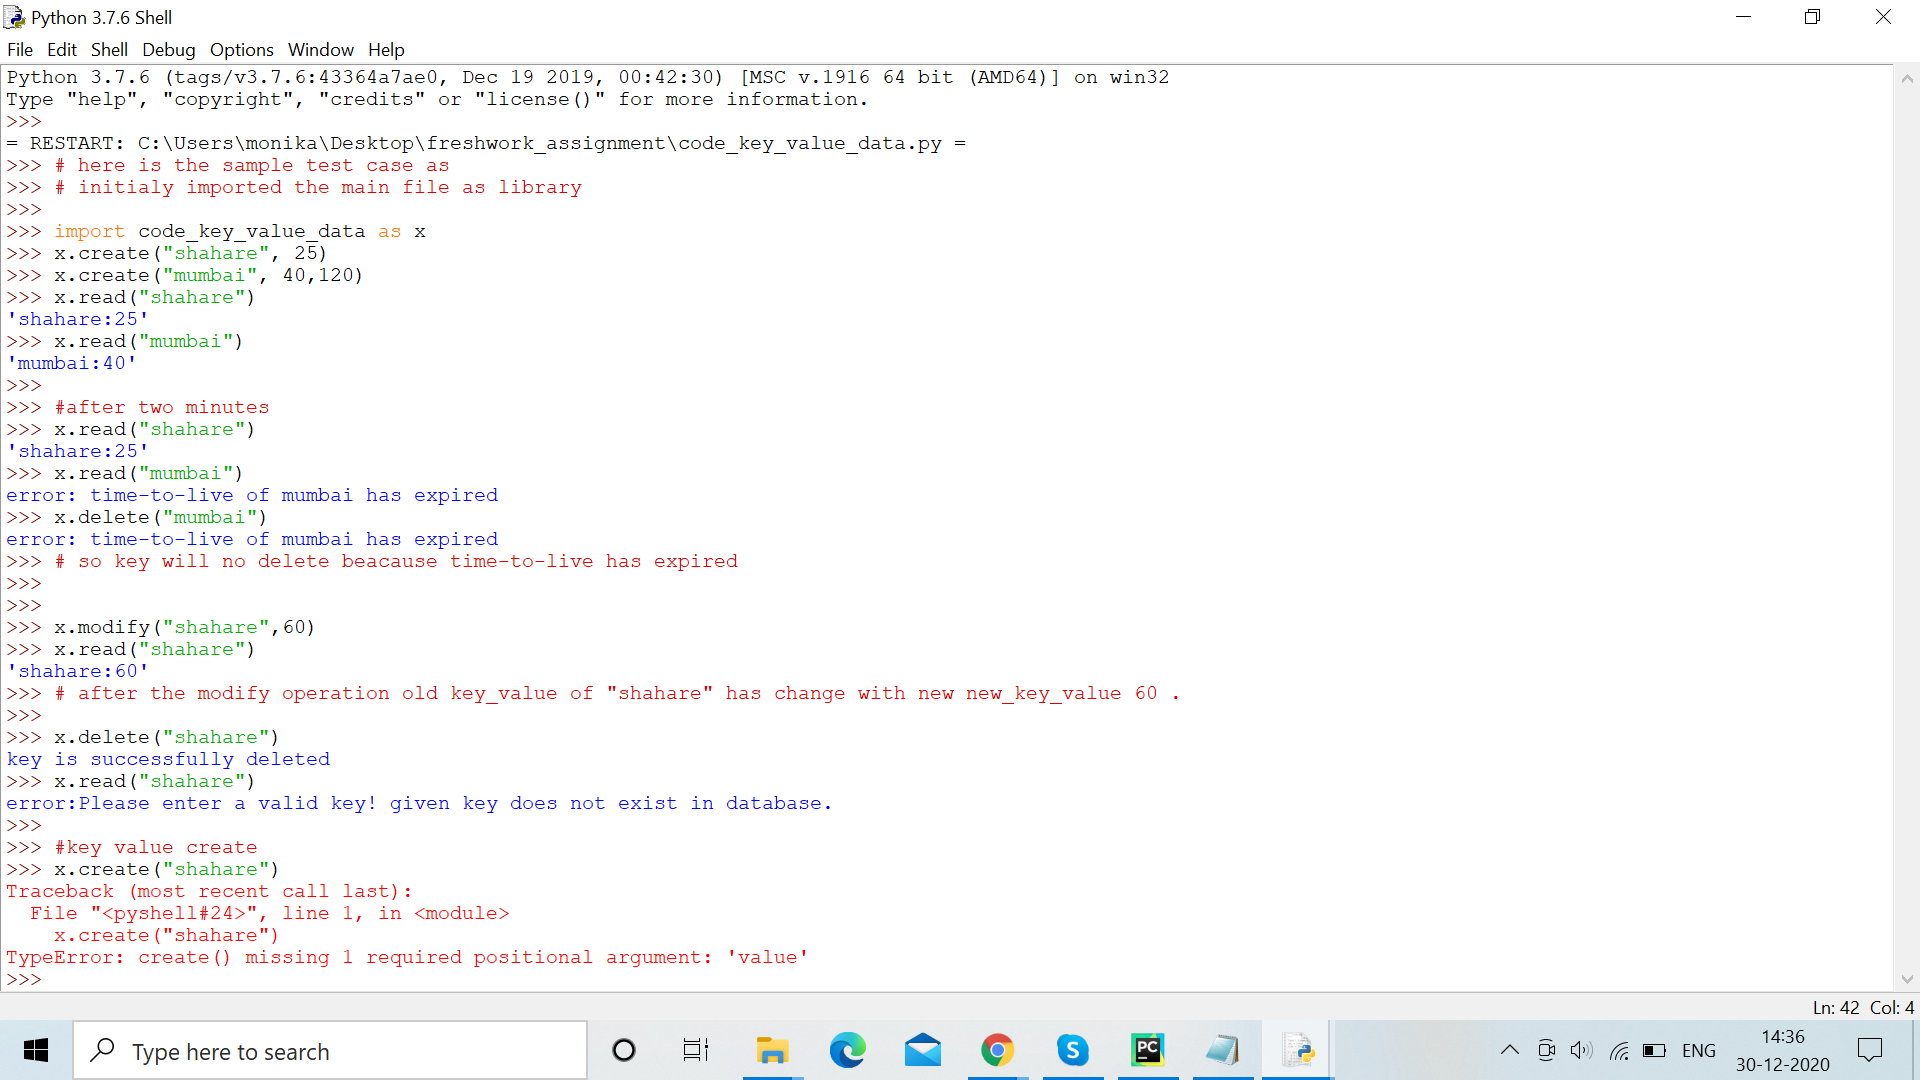 Python 3.7.6 Shell
File Edit Shell Debug Options Window Help
Python 3.7.6 (tags/v3.7.6:43364a7ae0, Dec 19 2019, 00:42:30) [MSC v.1916 64 bit (AMD64)] on win32
Type "help", "copyright", "credits" or "license()" for more information.
>>>
= RESTART: C:\Users\monika\Desktop\freshwork_assignment\code_key_value_data.py =
>>> # here is the sample test case as
>>> # initialy imported the main file as library
>>>
>>> import code_key_value_data as x
>>> x.create("shahare", 25)
>>> x.create("mumbai", 40,120)
>>> x.read("shahare")
'shahare:25'
>>> x.read("mumbai")
'mumbai:40'
>>>
>>> #after two minutes
>>> x.read("shahare")
'shahare:25'
>>> x.read("mumbai")
error: time-to-live of mumbai has expired
>>> x.delete("mumbai")
error: time-to-live of mumbai has expired
>>> # so key will no delete beacause time-to-live has expired
>>>
>>>
>>> x.modify("shahare",60)
>>> x.read("shahare")
'shahare:60'
>>> # after the modify operation old key_value of "shahare" has change with new new_key_value 60 .
>>>
>>> x.delete("shahare")
key is successfully deleted
>>> x.read("shahare")
error:Please enter a valid key! given key does not exist in database.
>>>
>>> #key value create
>>> x.create("shahare")
Traceback (most recent call last):
  File "<pyshell#24>", line 1, in <module>
    x.create("shahare")
TypeError: create() missing 1 required positional argument: 'value'
>>>
Ln: 42 Col: 4
Type here to search
PC
ENG
14:36
30-12-2020